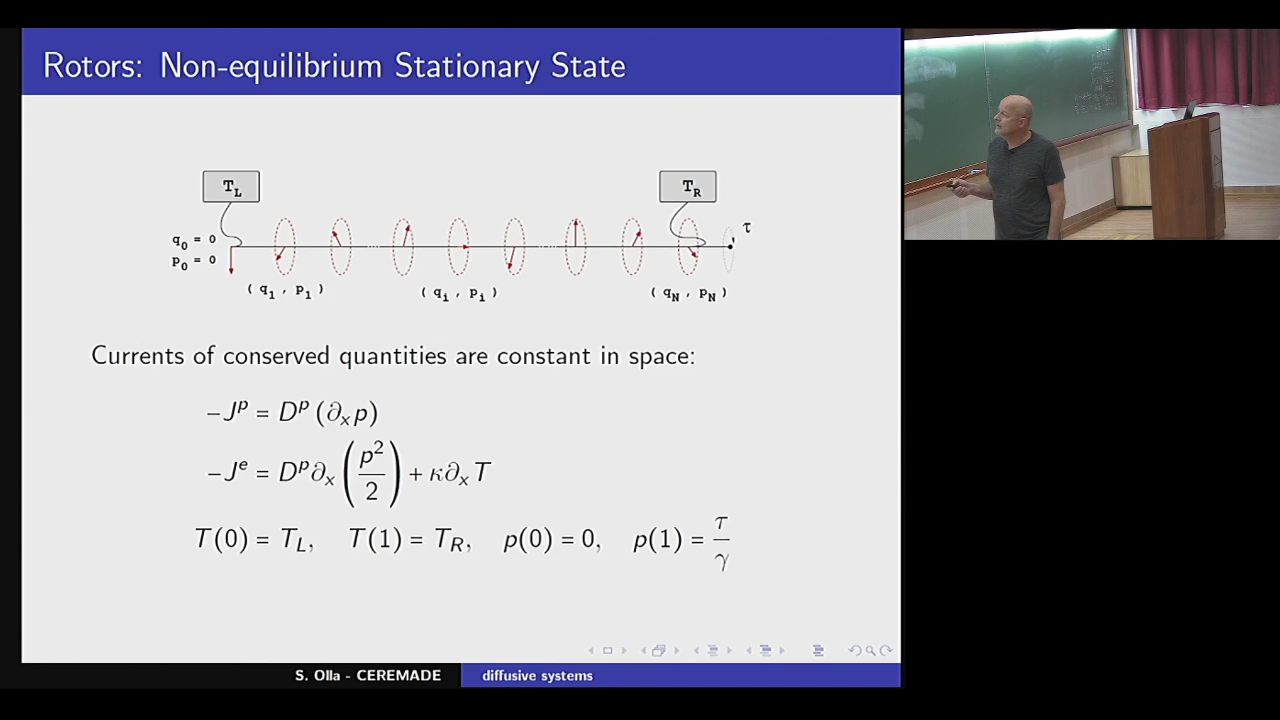 Rotors: Non-equilibrium Stationary State
T_L
T_R
τ
q_0 = 0
p_0 = 0
( q_1 , p_1 )
( q_i , p_i )
( q_N , p_N )
Currents of conserved quantities are constant in space:
−J^p = D^p (∂_x p)
−J^e = D^p ∂_x (p^2/2) + κ∂_x T
T(0) = T_L, T(1) = T_R, p(0) = 0, p(1) = τ/γ
S. Olla - CEREMADE
diffusive systems